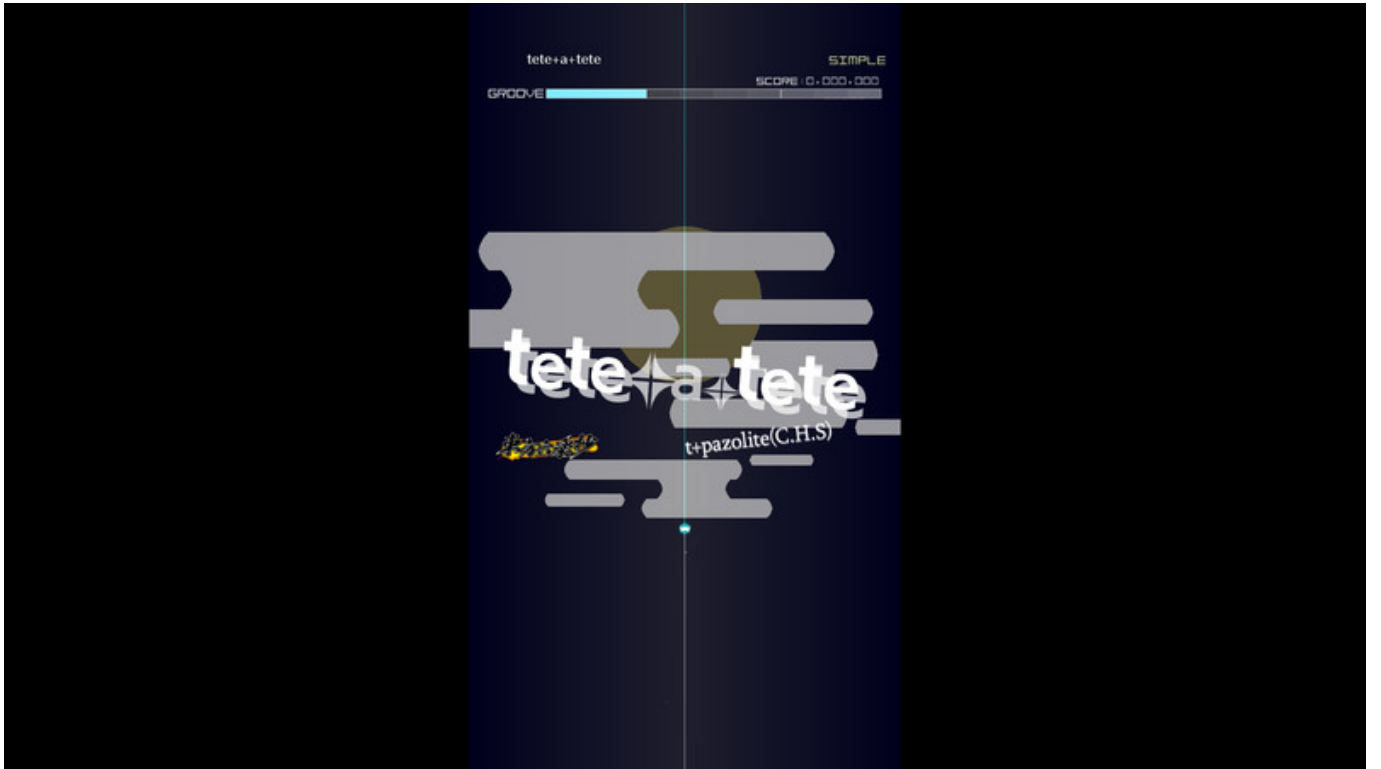 tete+a+tete
SIMPLE
SCORE:0,000,000
GROOVE
tete+a+tete
t+pazolite(C.H.S)